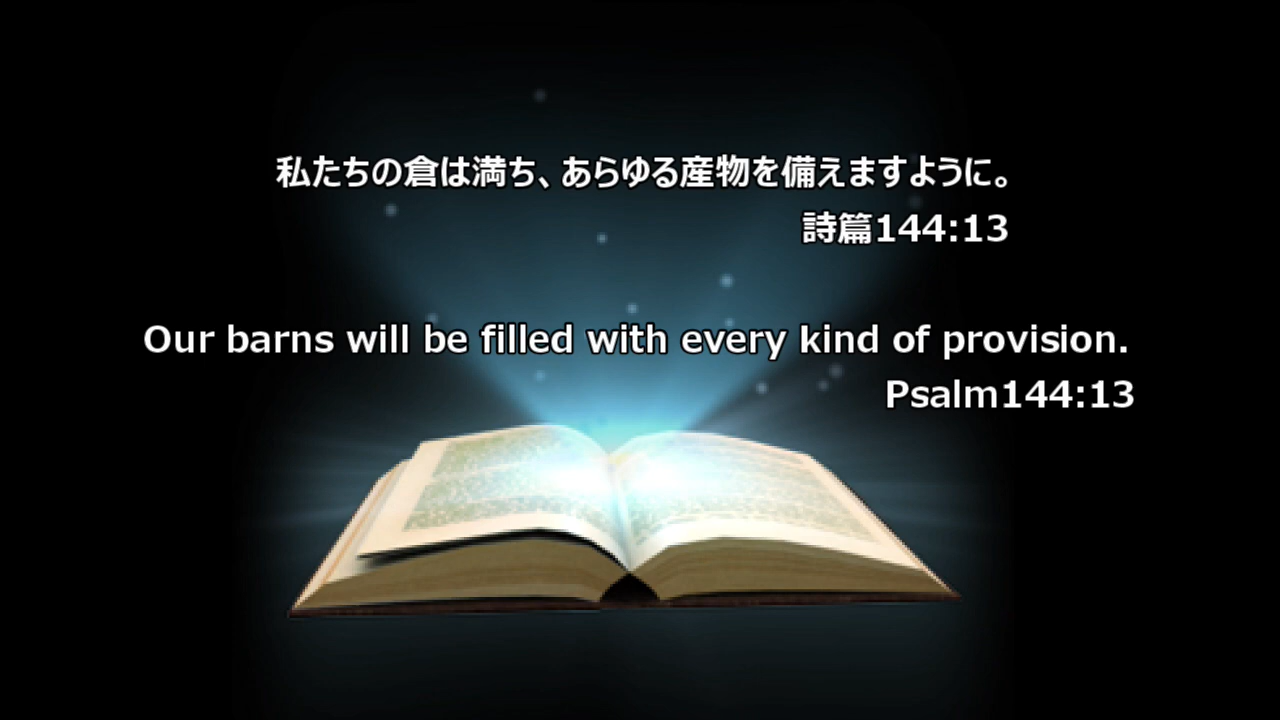 私たちの倉は満ち、あらゆる産物を備えますように。
詩篇144:13
Our barns will be filled with every kind of provision.
Psalm144:13